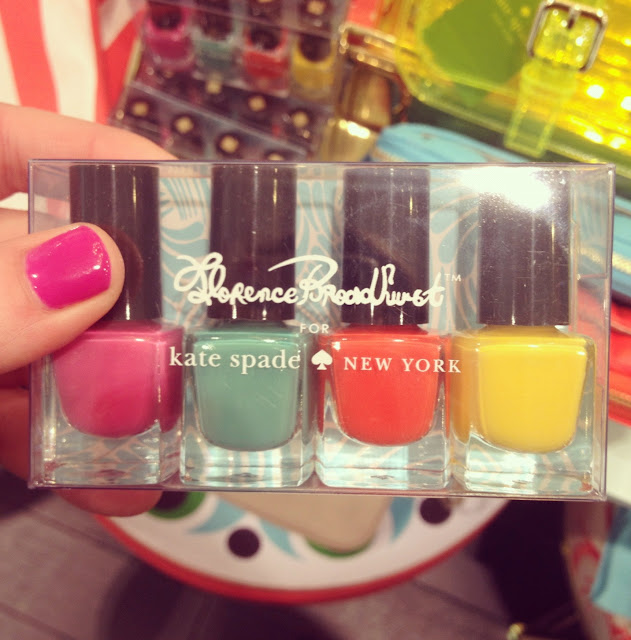 Florence Broadhurst™
FOR
kate spade ♠ NEW YORK